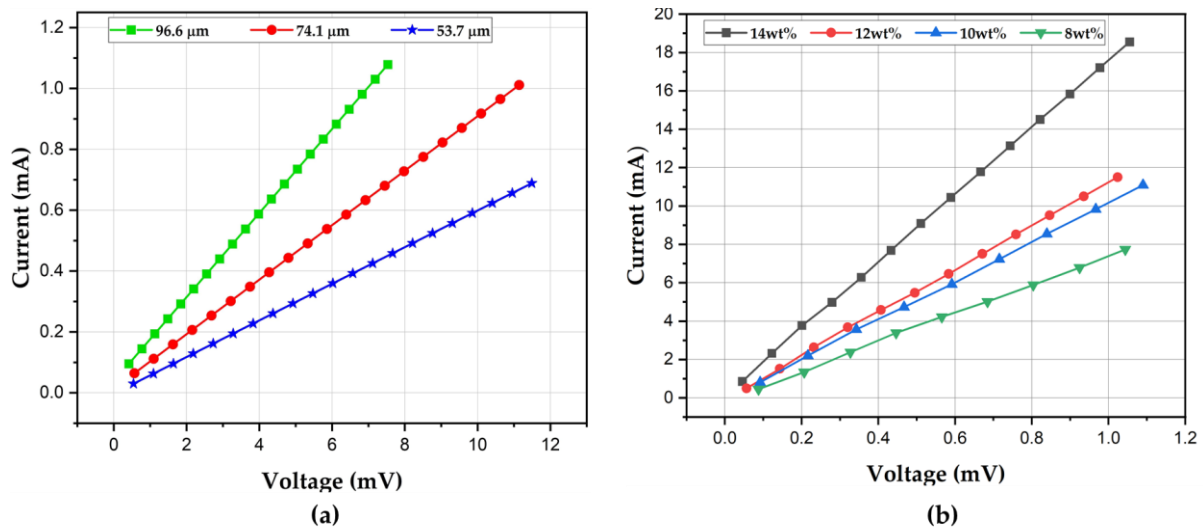 96.6 μm 74.1 μm 53.7 μm
1.2
1.0
0.8
0.6
0.4
0.2
0.0
Current (mA)
0 2 4 6 8 10 12
Voltage (mV)
(a)
14wt% 12wt% 10wt% 8wt%
20
18
16
14
12
10
8
6
4
2
0
Current (mA)
0.0 0.2 0.4 0.6 0.8 1.0 1.2
Voltage (mV)
(b)